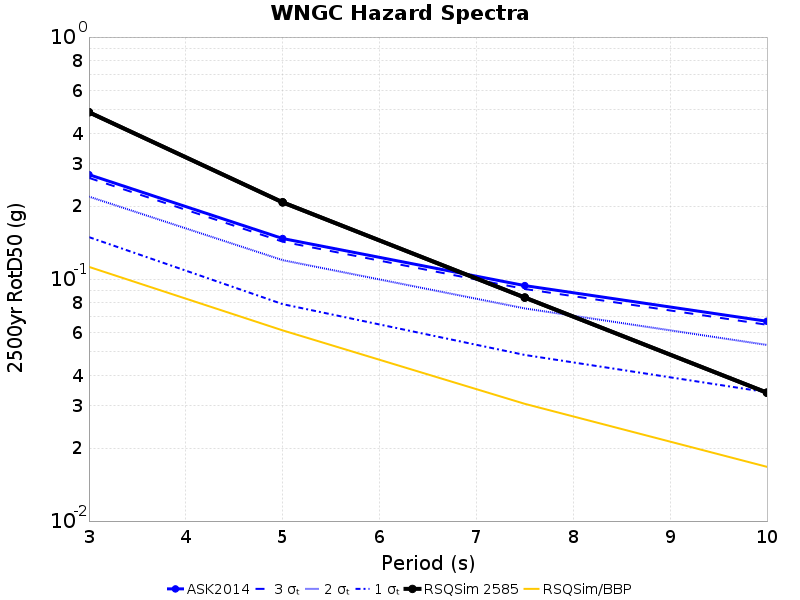 WNGC Hazard Spectra
2500yr RotD50 (g)
10^0
8
6
4
3
2
10^-1
8
6
4
3
2
10^-2
3 4 5 6 7 8 9 10
Period (s)
ASK2014 3 σₜ 2 σₜ 1 σₜ RSQSim 2585 RSQSim/BBP